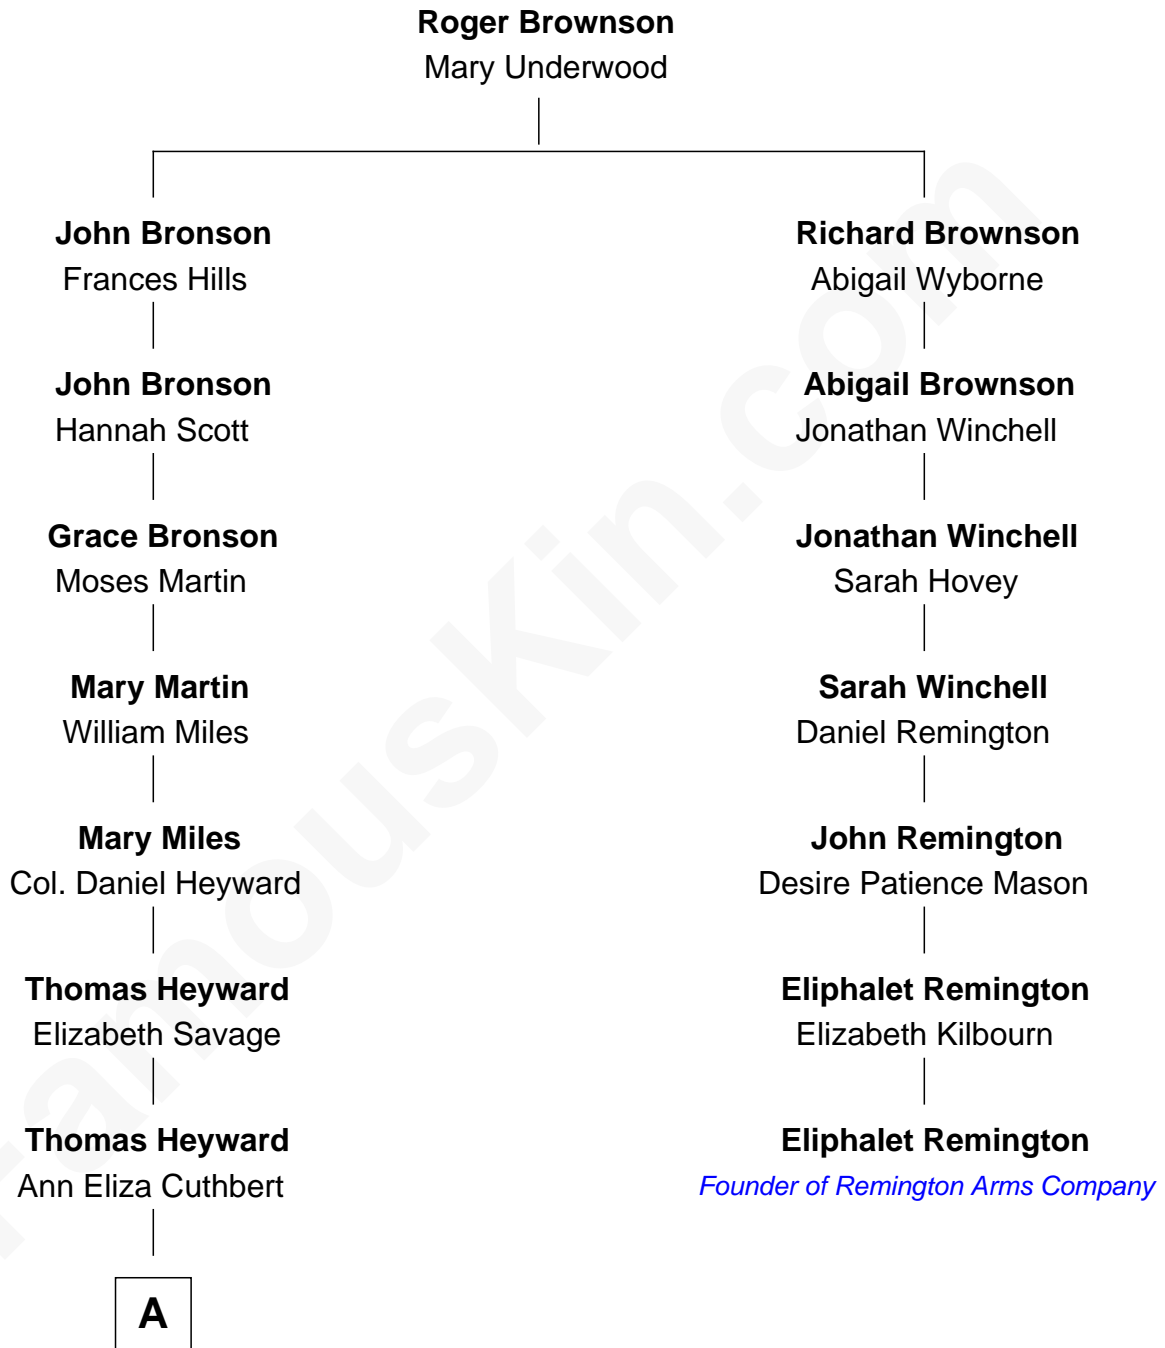 Roger Brownson
Mary Underwood
John Bronson
Frances Hills
John Bronson
Hannah Scott
Grace Bronson
Moses Martin
Mary Martin
William Miles
Mary Miles
Col. Daniel Heyward
Thomas Heyward
Elizabeth Savage
Thomas Heyward
Ann Eliza Cuthbert
A
Richard Brownson
Abigail Wyborne
Abigail Brownson
Jonathan Winchell
Jonathan Winchell
Sarah Hovey
Sarah Winchell
Daniel Remington
John Remington
Desire Patience Mason
Eliphalet Remington
Elizabeth Kilbourn
Eliphalet Remington
Founder of Remington Arms Company
FamousKin.com